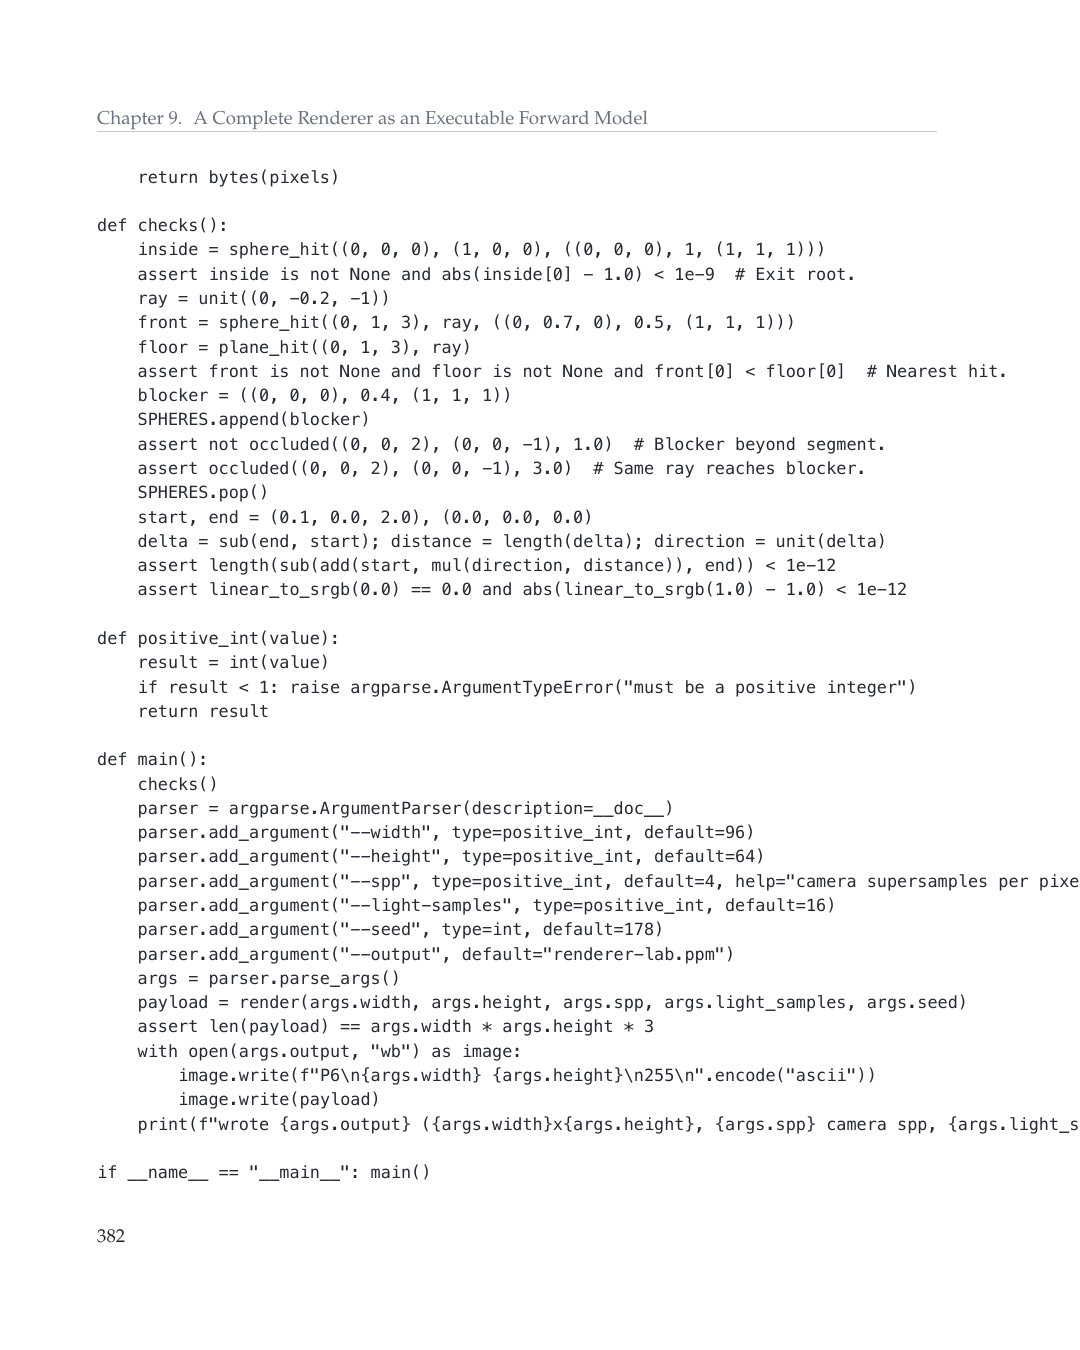 Chapter 9. A Complete Renderer as an Executable Forward Model
    return bytes(pixels)
def checks():
    inside = sphere_hit((0, 0, 0), (1, 0, 0), ((0, 0, 0), 1, (1, 1, 1)))
    assert inside is not None and abs(inside[0] − 1.0) < 1e−9  # Exit root.
    ray = unit((0, −0.2, −1))
    front = sphere_hit((0, 1, 3), ray, ((0, 0.7, 0), 0.5, (1, 1, 1)))
    floor = plane_hit((0, 1, 3), ray)
    assert front is not None and floor is not None and front[0] < floor[0]  # Nearest hit.
    blocker = ((0, 0, 0), 0.4, (1, 1, 1))
    SPHERES.append(blocker)
    assert not occluded((0, 0, 2), (0, 0, −1), 1.0)  # Blocker beyond segment.
    assert occluded((0, 0, 2), (0, 0, −1), 3.0)  # Same ray reaches blocker.
    SPHERES.pop()
    start, end = (0.1, 0.0, 2.0), (0.0, 0.0, 0.0)
    delta = sub(end, start); distance = length(delta); direction = unit(delta)
    assert length(sub(add(start, mul(direction, distance)), end)) < 1e−12
    assert linear_to_srgb(0.0) == 0.0 and abs(linear_to_srgb(1.0) − 1.0) < 1e−12
def positive_int(value):
    result = int(value)
    if result < 1: raise argparse.ArgumentTypeError("must be a positive integer")
    return result
def main():
    checks()
    parser = argparse.ArgumentParser(description=__doc__)
    parser.add_argument("−−width", type=positive_int, default=96)
    parser.add_argument("−−height", type=positive_int, default=64)
    parser.add_argument("−−spp", type=positive_int, default=4, help="camera supersamples per pixe
    parser.add_argument("−−light−samples", type=positive_int, default=16)
    parser.add_argument("−−seed", type=int, default=178)
    parser.add_argument("−−output", default="renderer−lab.ppm")
    args = parser.parse_args()
    payload = render(args.width, args.height, args.spp, args.light_samples, args.seed)
    assert len(payload) == args.width * args.height * 3
    with open(args.output, "wb") as image:
        image.write(f"P6\n{args.width} {args.height}\n255\n".encode("ascii"))
        image.write(payload)
    print(f"wrote {args.output} ({args.width}x{args.height}, {args.spp} camera spp, {args.light_s
if __name__ == "__main__": main()
382